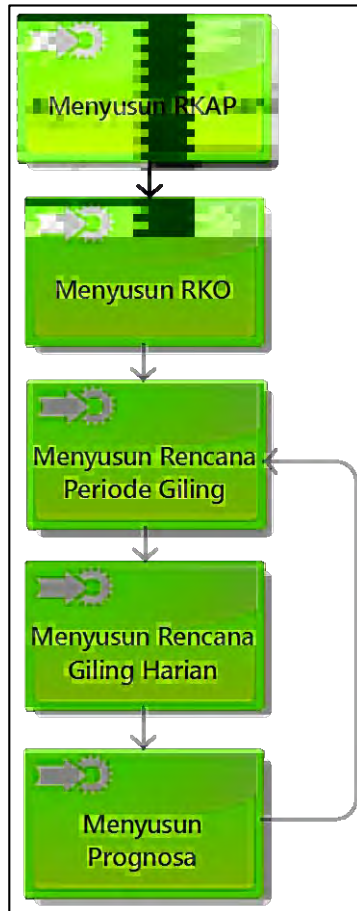 Menyusun RKAP
Menyusun RKO
Menyusun Rencana
Periode Giling
Menyusun Rencana
Giling Harian
Menyusun
Prognosa